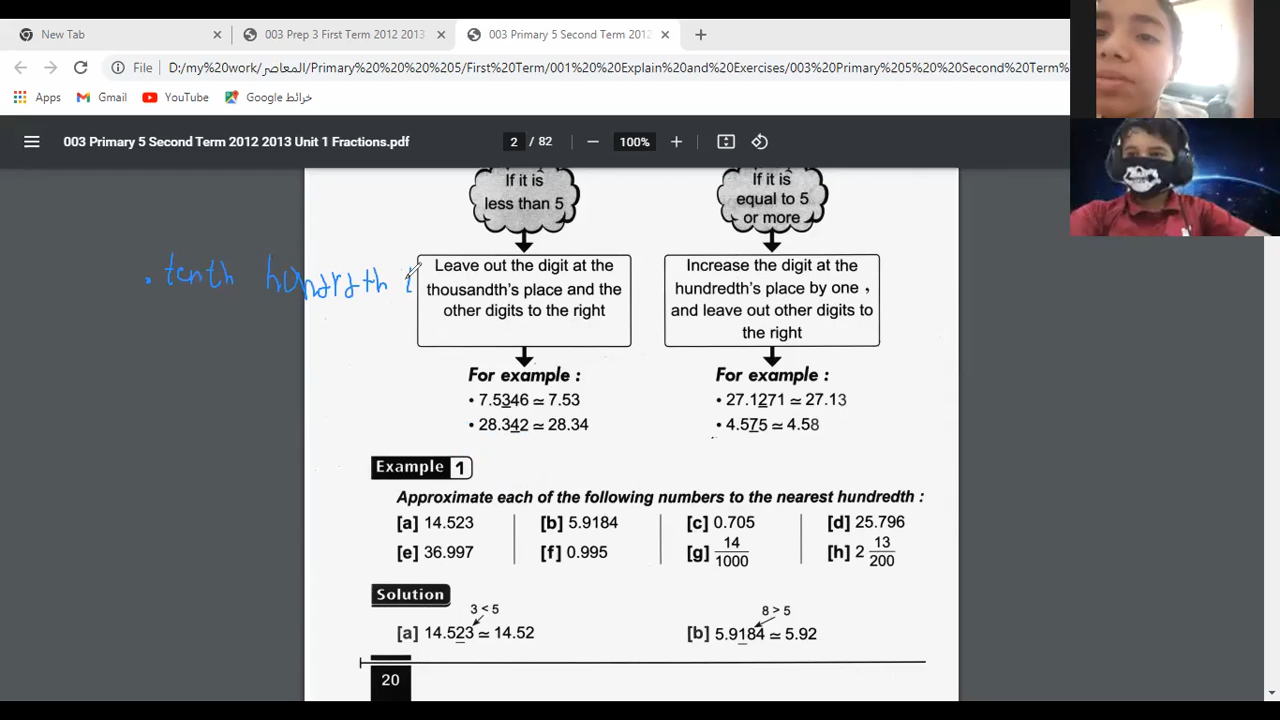 New Tab
003 Prep 3 First Term 2012 2013
003 Primary 5 Second Term 2012
File D:/my%20work/المعاصر/Primary%20%20%20%205/First%20Term/001%20%20Explain%20and%20Exercises/003%20Primary%205%20%20Second%20Term%
Apps Gmail YouTube خرائط Google
003 Primary 5 Second Term 2012 2013 Unit 1 Fractions.pdf 2 / 82 100%
If it is
less than 5
If it is
equal to 5
or more
. tenth hundrdth
Leave out the digit at the
thousandth's place and the
other digits to the right
Increase the digit at the
hundredth's place by one ,
and leave out other digits to
the right
For example :
• 7.5346 ≃ 7.53
• 28.342 ≃ 28.34
For example :
• 27.1271 ≃ 27.13
• 4.575 ≃ 4.58
Example 1
Approximate each of the following numbers to the nearest hundredth :
[a] 14.523 [b] 5.9184 [c] 0.705 [d] 25.796
[e] 36.997 [f] 0.995 [g] 14/1000 [h] 2 13/200
Solution
3 < 5
[a] 14.523 ≃ 14.52
8 > 5
[b] 5.9184 ≃ 5.92
20